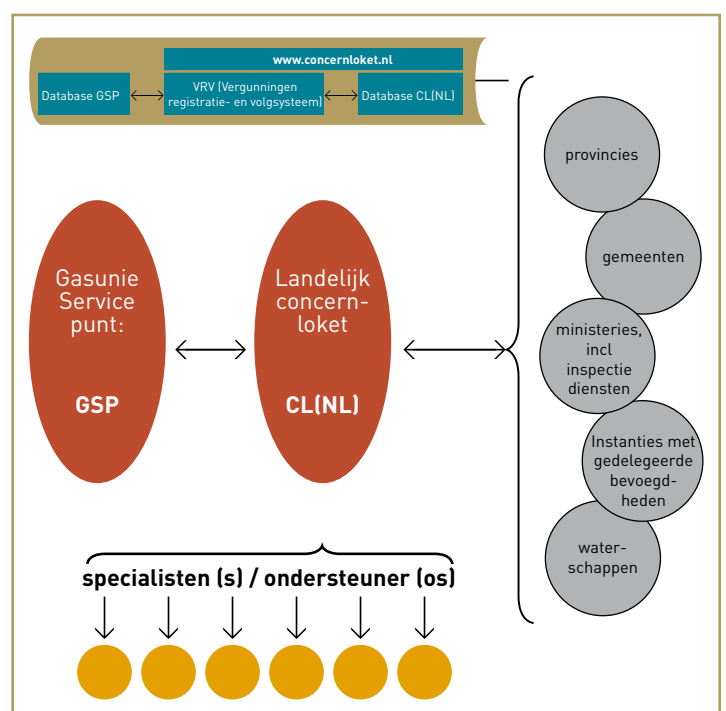 www.concernloket.nl
Database GSP
VRV (Vergunningen
registratie- en volgsysteem)
Database CL(NL)
Gasunie
Service
punt:
GSP
Landelijk
concern-
loket
CL(NL)
provincies
gemeenten
ministeries,
incl
inspectie
diensten
Instanties met
gedelegeerde
bevoegd-
heden
water-
schappen
specialisten (s) / ondersteuner (os)